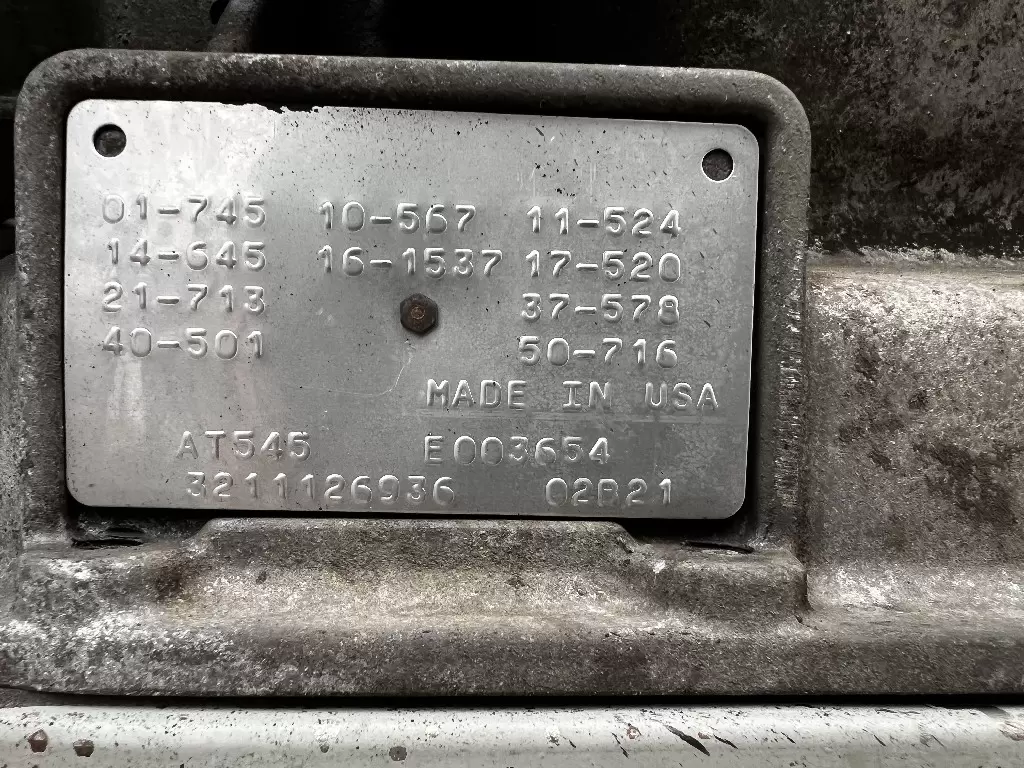 01-745 10-567 11-524
14-645 16-1537 17-520
21-713 37-578
40-501 50-716
MADE IN USA
AT545 E003654
3211126936 02B21